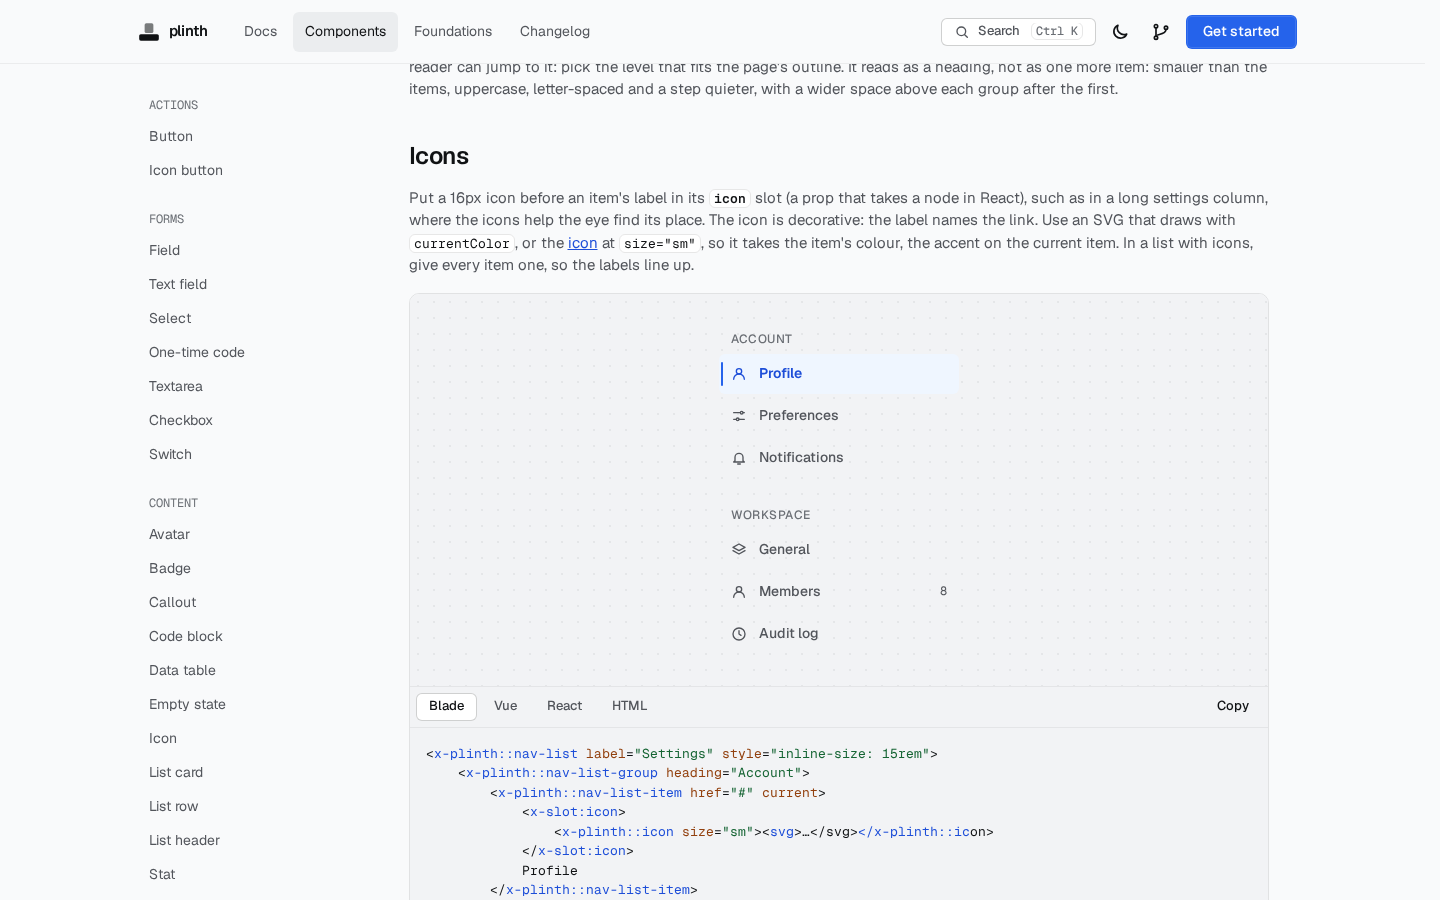 plinth
Docs
Components
Foundations
Changelog
Search
Ctrl K
Get started
reader can jump to it: pick the level that fits the page's outline. It reads as a heading, not as one more item: smaller than the
items, uppercase, letter-spaced and a step quieter, with a wider space above each group after the first.
ACTIONS
Button
Icon button
FORMS
Field
Text field
Select
One-time code
Textarea
Checkbox
Switch
CONTENT
Avatar
Badge
Callout
Code block
Data table
Empty state
Icon
List card
List row
List header
Stat
Icons
Put a 16px icon before an item's label in its icon slot (a prop that takes a node in React), such as in a long settings column,
where the icons help the eye find its place. The icon is decorative: the label names the link. Use an SVG that draws with
currentColor, or the icon at size="sm", so it takes the item's colour, the accent on the current item. In a list with icons,
give every item one, so the labels line up.
ACCOUNT
Profile
Preferences
Notifications
WORKSPACE
General
Members 8
Audit log
Blade
Vue
React
HTML
Copy
<x-plinth::nav-list label="Settings" style="inline-size: 15rem">
<x-plinth::nav-list-group heading="Account">
<x-plinth::nav-list-item href="#" current>
<x-slot:icon>
<x-plinth::icon size="sm"><svg>…</svg></x-plinth::icon>
</x-slot:icon>
Profile
</x-plinth::nav-list-item>